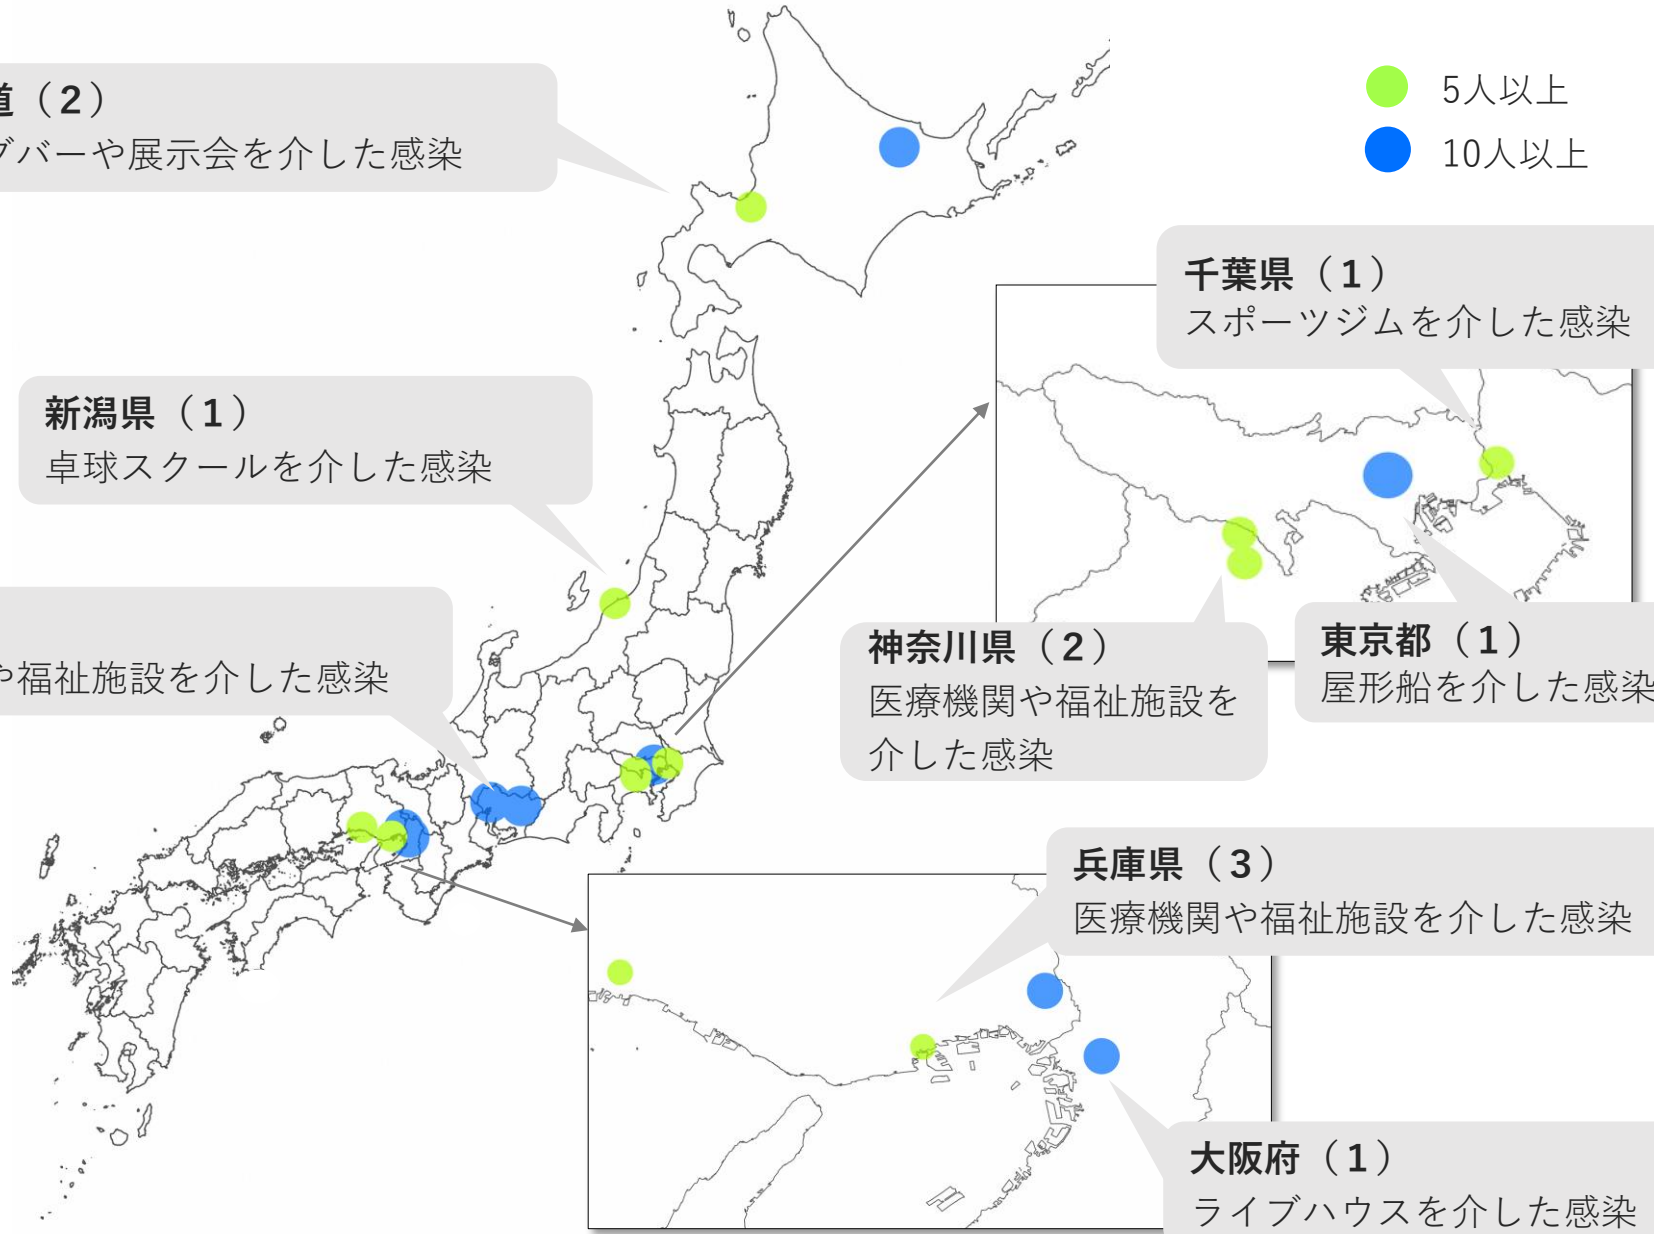 道（2）
ブバーや展示会を介した感染
5人以上
10人以上
千葉県（1）
スポーツジムを介した感染
新潟県（1）
卓球スクールを介した感染
や福祉施設を介した感染
神奈川県（2）
医療機関や福祉施設を
介した感染
東京都（1）
屋形船を介した感染
兵庫県（3）
医療機関や福祉施設を介した感染
大阪府（1）
ライブハウスを介した感染